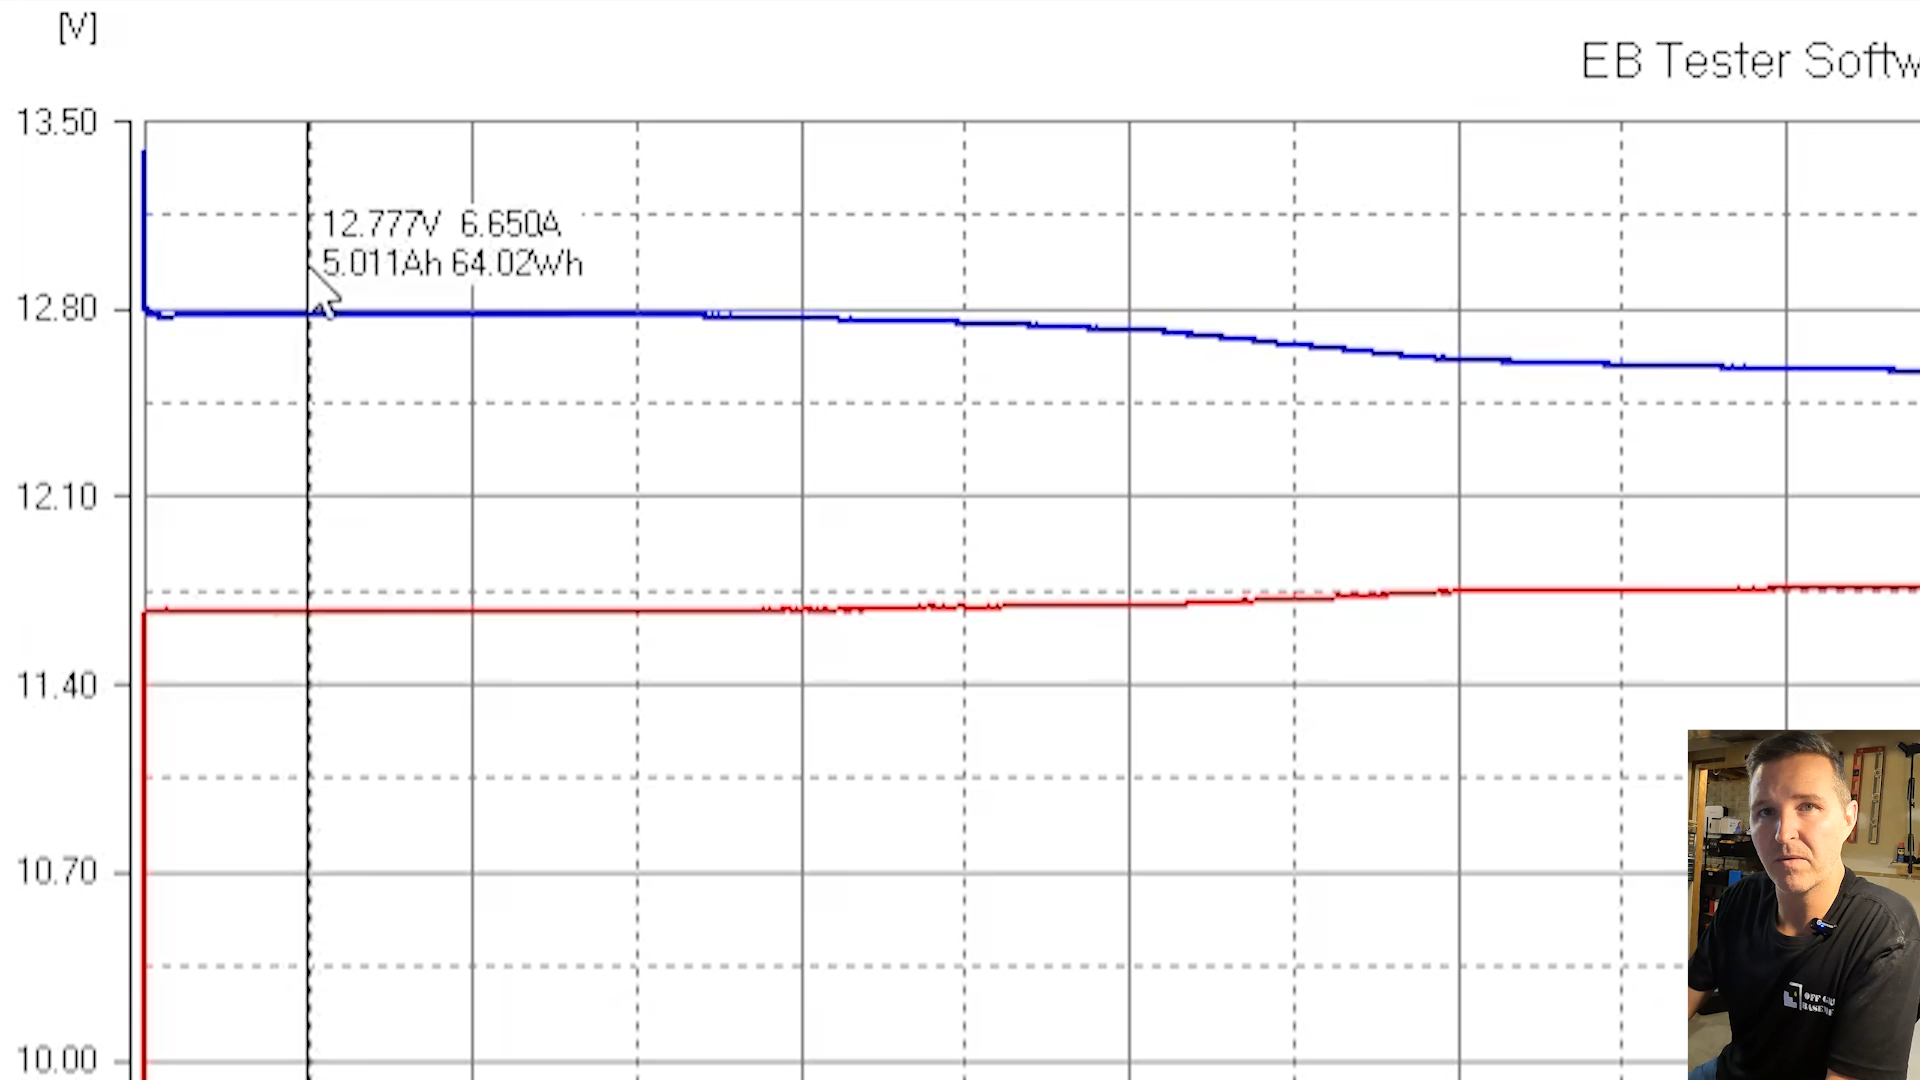 [V]
EB Tester Softw
13.50
12.777V 6.650A
5.011Ah 64.02Wh
12.80
12.10
11.40
10.70
OFF
10.00